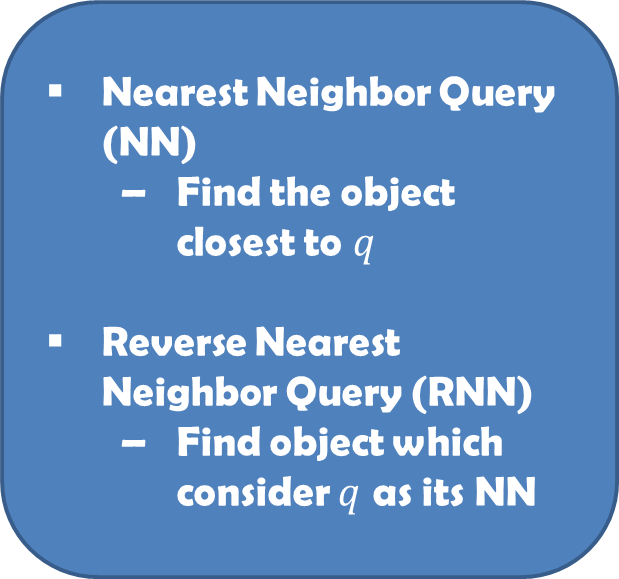 ▪ Nearest Neighbor Query
(NN)
– Find the object
closest to q
▪ Reverse Nearest
Neighbor Query (RNN)
– Find object which
consider q as its NN